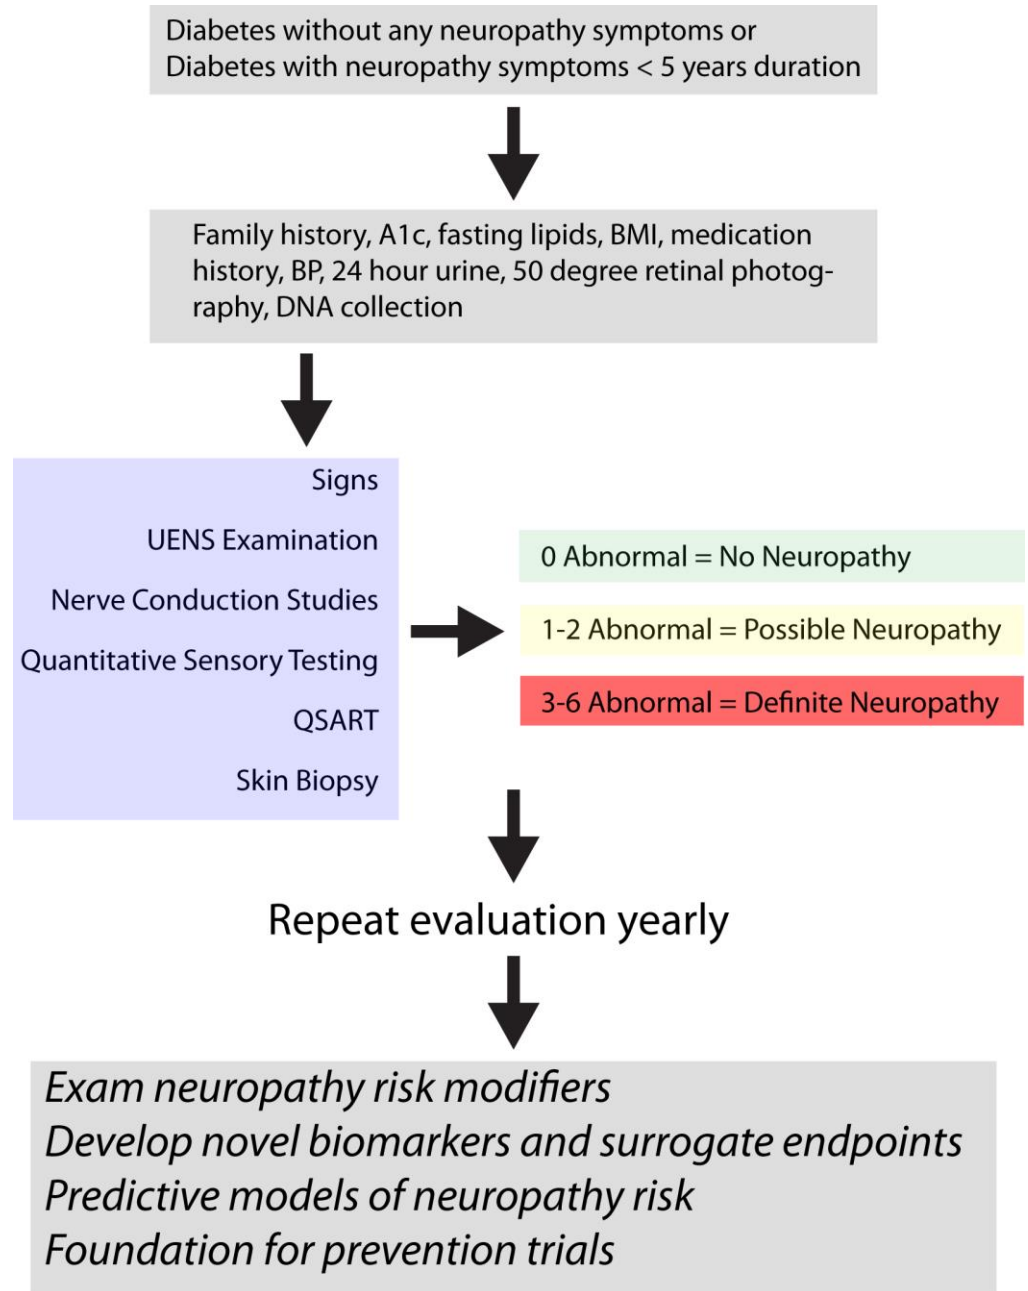 Diabetes without any neuropathy symptoms or
Diabetes with neuropathy symptoms < 5 years duration
Family history, A1c, fasting lipids, BMI, medication
history, BP, 24 hour urine, 50 degree retinal photog-
raphy, DNA collection
Signs
UENS Examination
Nerve Conduction Studies
Quantitative Sensory Testing
QSART
Skin Biopsy
0 Abnormal = No Neuropathy
1-2 Abnormal = Possible Neuropathy
3-6 Abnormal = Definite Neuropathy
Repeat evaluation yearly
Exam neuropathy risk modifiers
Develop novel biomarkers and surrogate endpoints
Predictive models of neuropathy risk
Foundation for prevention trials